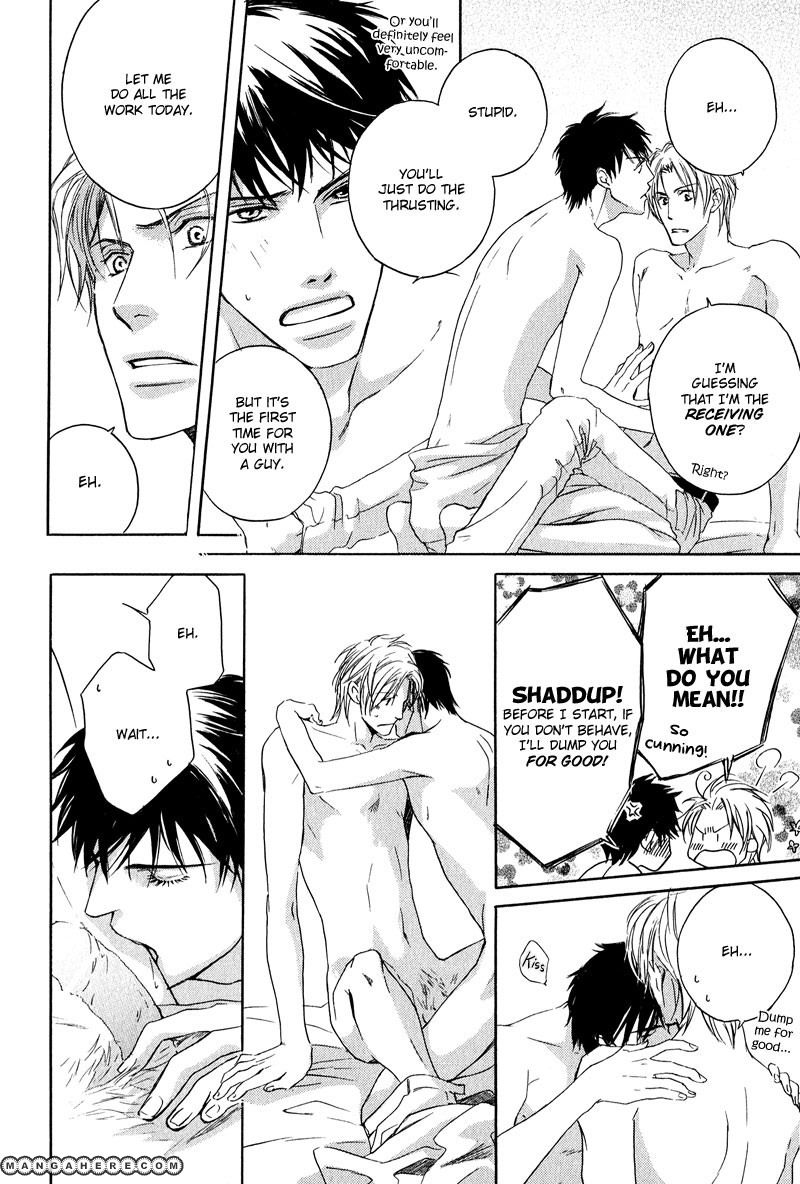 EH...
I'M
GUESSING
THAT I'M THE
RECEIVING
ONE?
Right?
STUPID.
YOU'LL
JUST DO THE
THRUSTING.
Or you'll
definitely feel
very uncom-
fortable.
BUT IT'S
THE FIRST
TIME FOR
YOU WITH
A GUY.
LET ME
DO ALL THE
WORK TODAY.
EH.
EH...
WHAT
DO YOU
MEAN!!
So
cunning!
SHADDUP!
BEFORE I START, IF
YOU DON'T BEHAVE,
I'LL DUMP YOU
FOR GOOD!
EH...
Dump
me for
good...
Kiss
EH.
WAIT...
MANGAHERE.COM